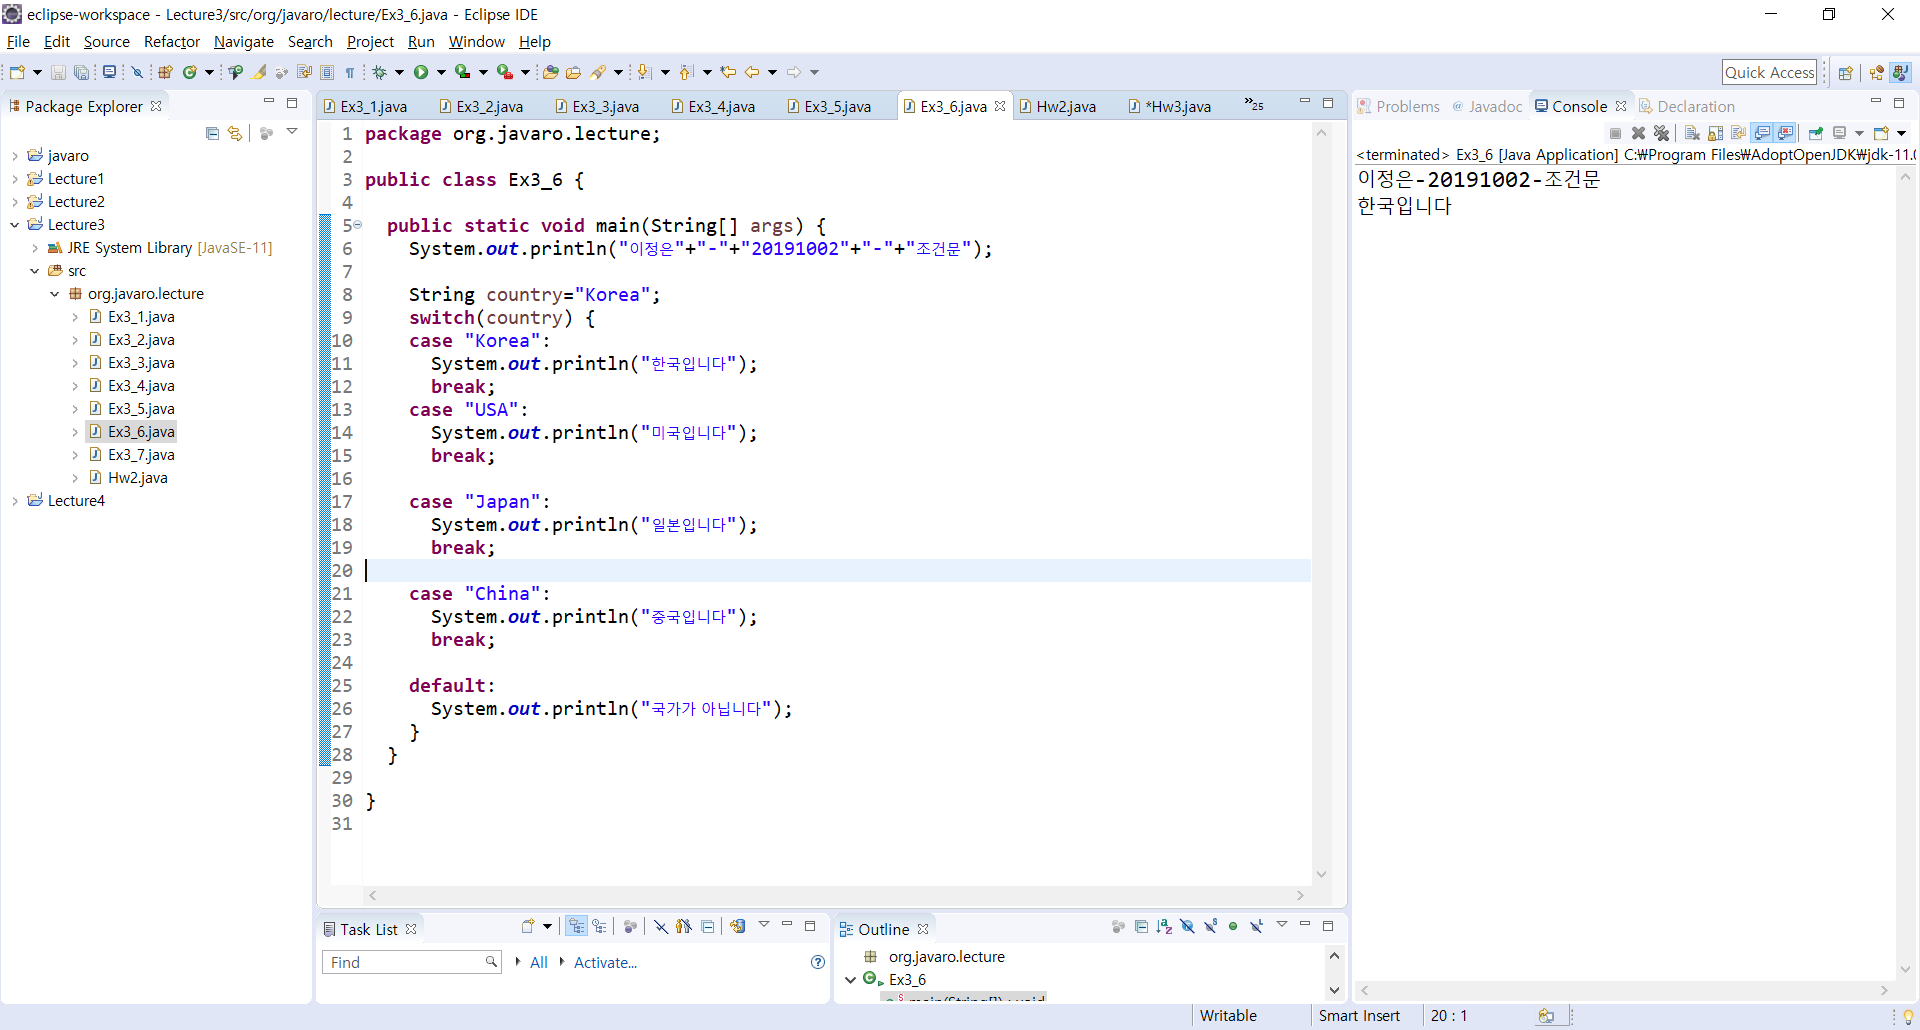 eclipse-workspace - Lecture3/src/org/javaro/lecture/Ex3_6.java - Eclipse IDE
File Edit Source Refactor Navigate Search Project Run Window Help
Quick Access
Package Explorer
javaro
Lecture1
Lecture2
Lecture3
JRE System Library [JavaSE-11]
src
org.javaro.lecture
Ex3_1.java
Ex3_2.java
Ex3_3.java
Ex3_4.java
Ex3_5.java
Ex3_6.java
Ex3_7.java
Hw2.java
Lecture4
Ex3_1.java Ex3_2.java Ex3_3.java Ex3_4.java Ex3_5.java Ex3_6.java Hw2.java *Hw3.java »25
1 package org.javaro.lecture;
2
3 public class Ex3_6 {
4
5 public static void main(String[] args) {
6 System.out.println("이정은"+"-"+"20191002"+"-"+"조건문");
7
8 String country="Korea";
9 switch(country) {
10 case "Korea":
11 System.out.println("한국입니다");
12 break;
13 case "USA":
14 System.out.println("미국입니다");
15 break;
16
17 case "Japan":
18 System.out.println("일본입니다");
19 break;
20
21 case "China":
22 System.out.println("중국입니다");
23 break;
24
25 default:
26 System.out.println("국가가 아닙니다");
27 }
28 }
29
30 }
31
Problems @ Javadoc Console Declaration
<terminated> Ex3_6 [Java Application] C:₩Program Files₩AdoptOpenJDK₩jdk-11.0
이정은-20191002-조건문
한국입니다
Task List
Find All Activate...
Outline
org.javaro.lecture
Ex3_6
main(String[]) : void
Writable Smart Insert 20 : 1